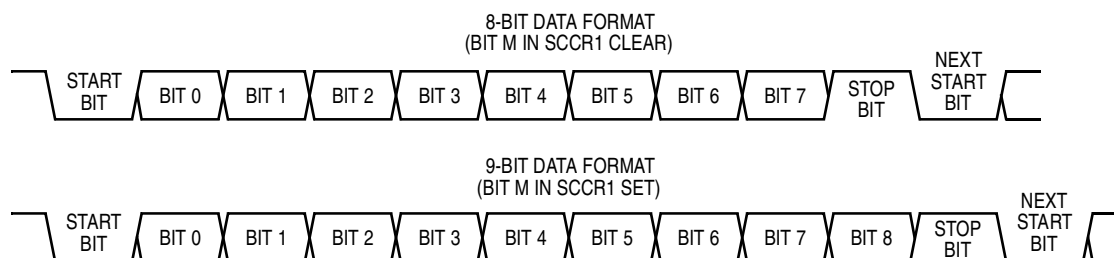 8-BIT DATA FORMAT
(BIT M IN SCCR1 CLEAR)
START BIT
BIT 0
BIT 1
BIT 2
BIT 3
BIT 4
BIT 5
BIT 6
BIT 7
STOP BIT
NEXT START BIT
9-BIT DATA FORMAT
(BIT M IN SCCR1 SET)
START BIT
BIT 0
BIT 1
BIT 2
BIT 3
BIT 4
BIT 5
BIT 6
BIT 7
BIT 8
STOP BIT
NEXT START BIT